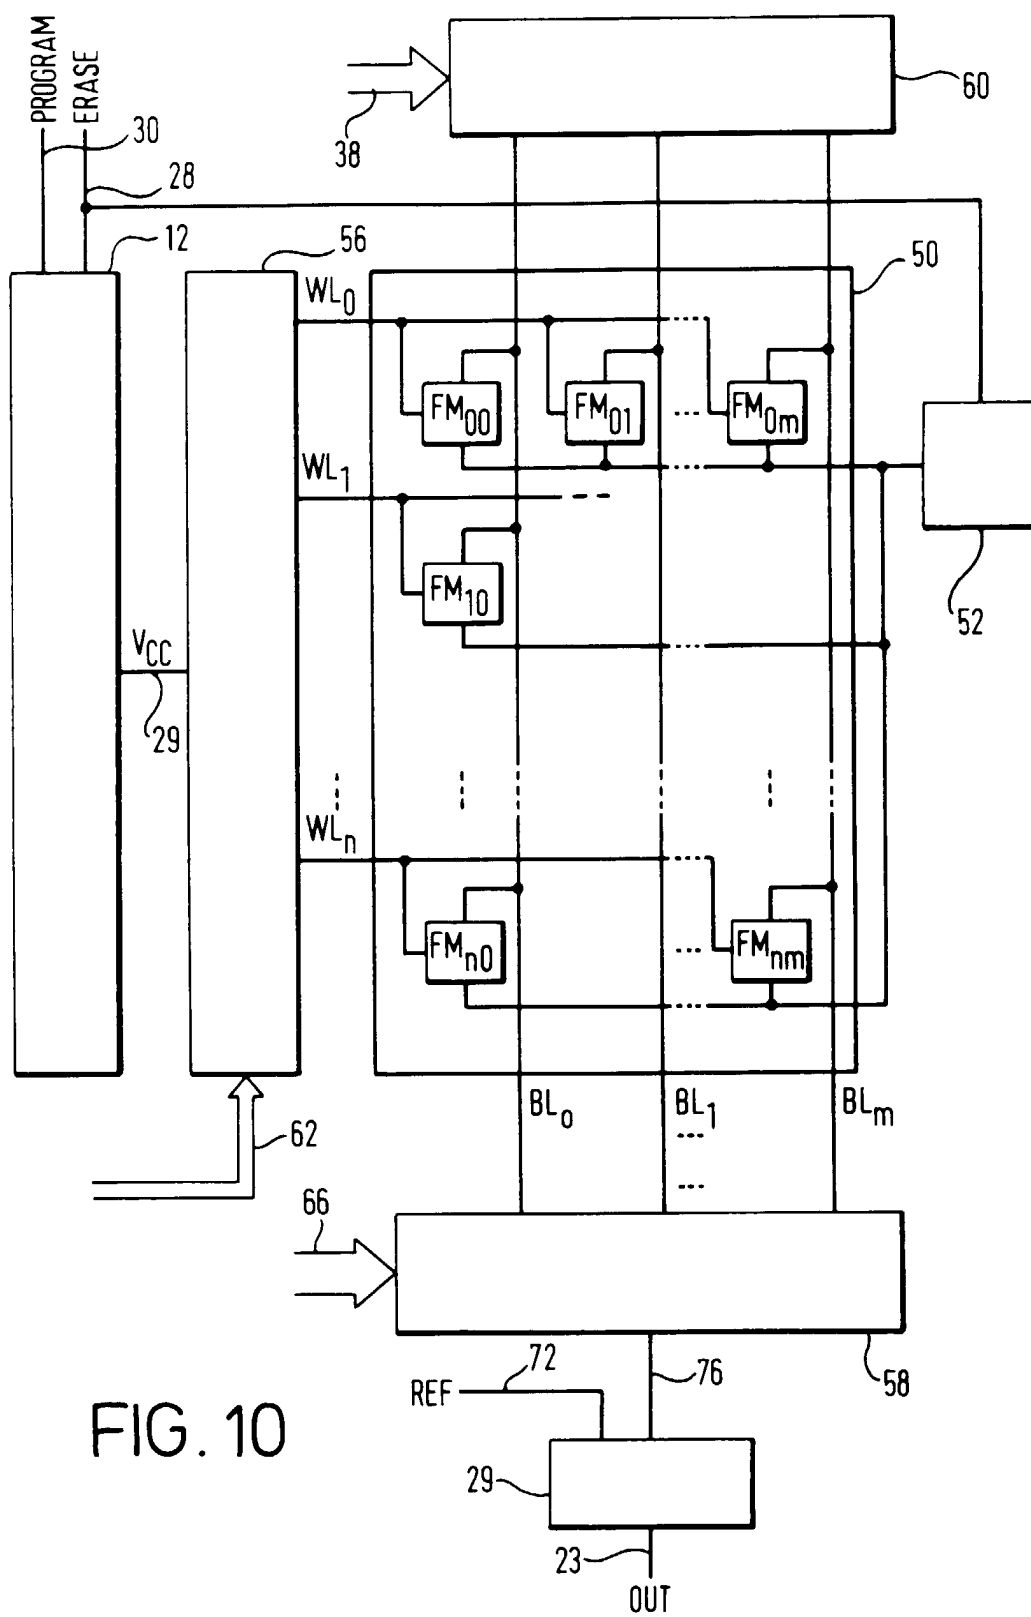 PROGRAM
ERASE
30
28
38
60
12
56
50
WL0
FM00
FM01
...
FM0m
WL1
FM10
52
VCC
29
WLn
FMn0
...
FMnm
BLo
BL1
BLm
62
66
58
REF
72
76
29
23
OUT
FIG. 10